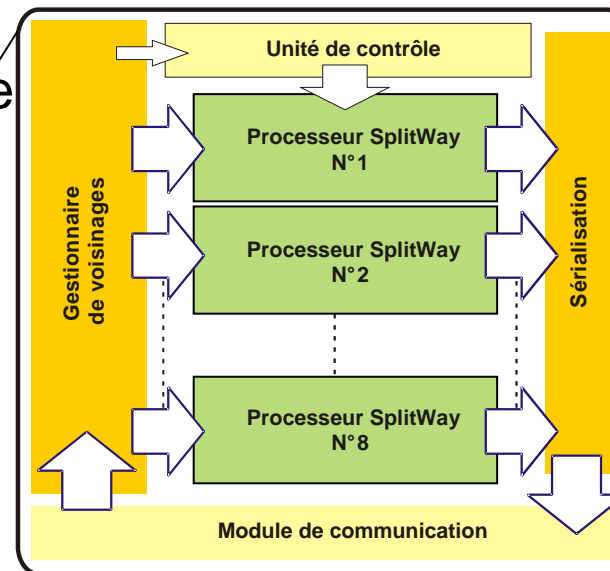 e
Unité de contrôle
Gestionnaire
de voisinages
Processeur SplitWay
N°1
Processeur SplitWay
N°2
Processeur SplitWay
N°8
Sérialisation
Module de communication